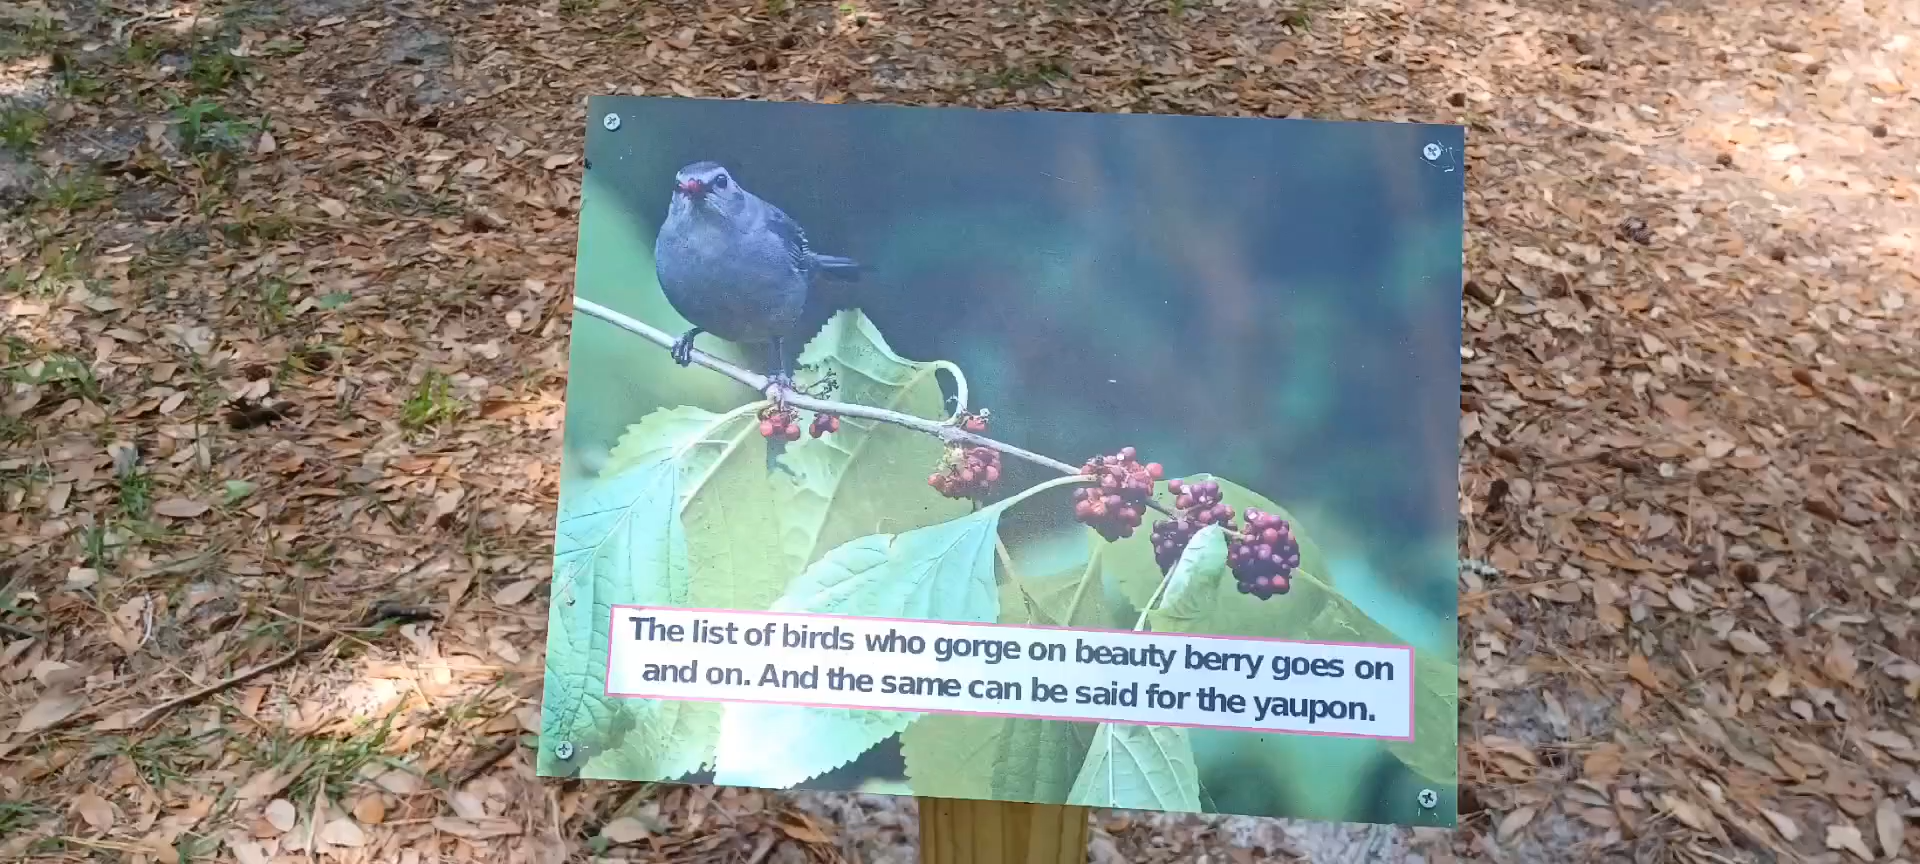 The list of birds who gorge on beauty berry goes on
and on. And the same can be said for the yaupon.